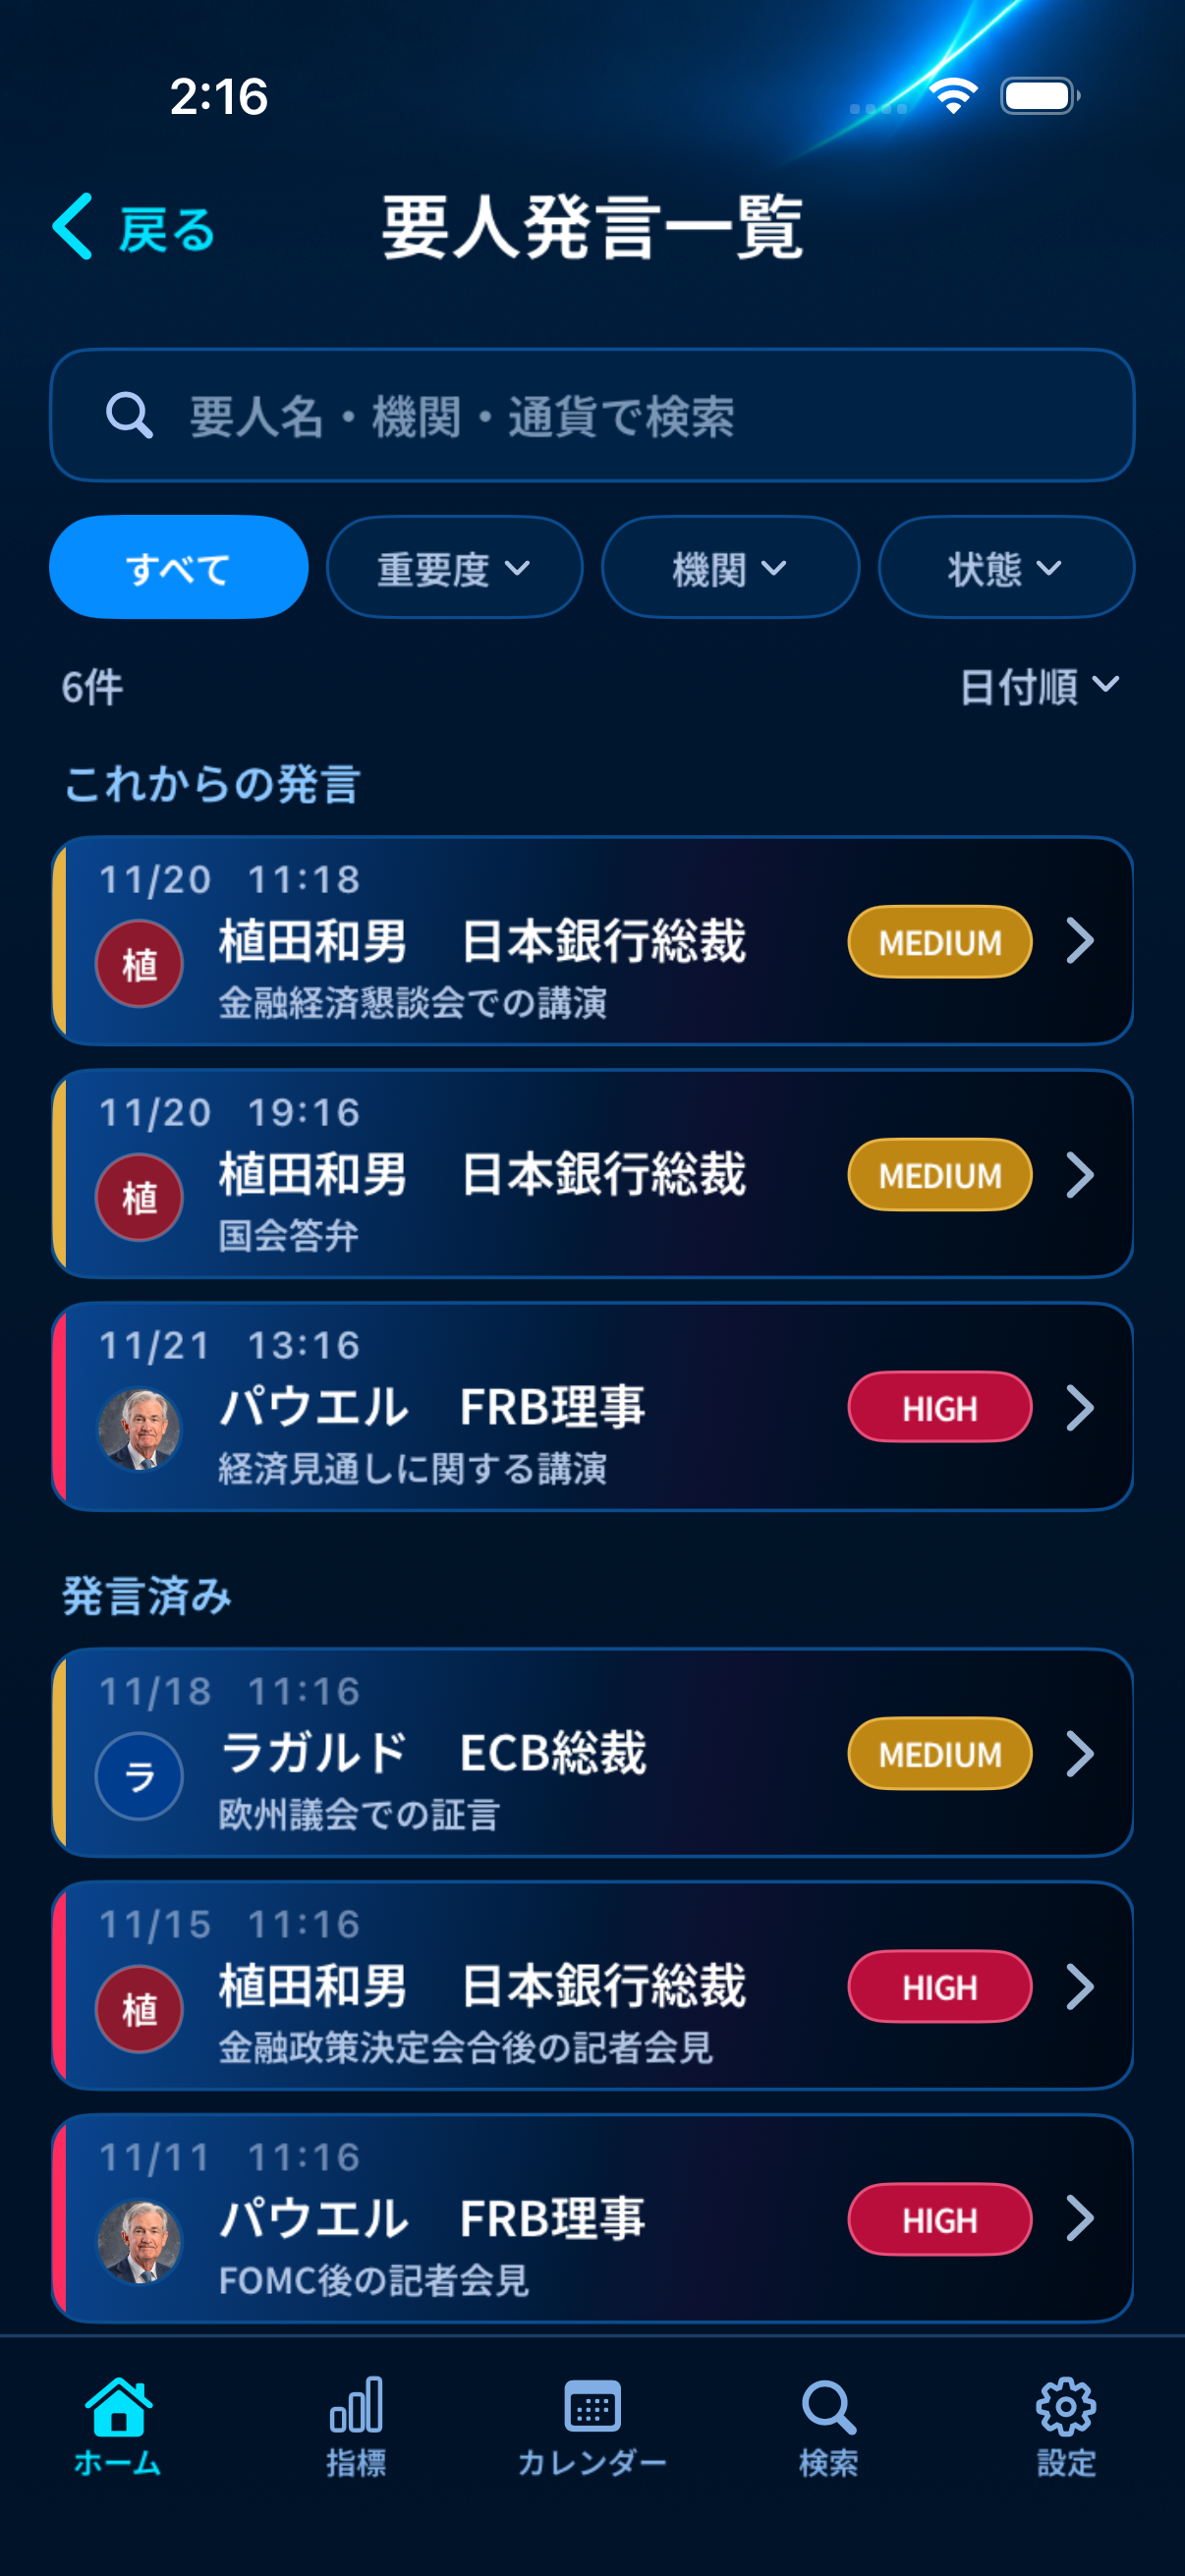 2:16
戻る
要人発言一覧
要人名・機関・通貨で検索
すべて 重要度 機関 状態
6件 日付順
これからの発言
11/20 11:18
植
植田和男 日本銀行総裁
MEDIUM
金融経済懇談会での講演
11/20 19:16
植
植田和男 日本銀行総裁
MEDIUM
国会答弁
11/21 13:16
パウエル FRB理事
HIGH
経済見通しに関する講演
発言済み
11/18 11:16
ラ
ラガルド ECB総裁
MEDIUM
欧州議会での証言
11/15 11:16
植
植田和男 日本銀行総裁
HIGH
金融政策決定会合後の記者会見
11/11 11:16
パウエル FRB理事
HIGH
FOMC後の記者会見
ホーム 指標 カレンダー 検索 設定